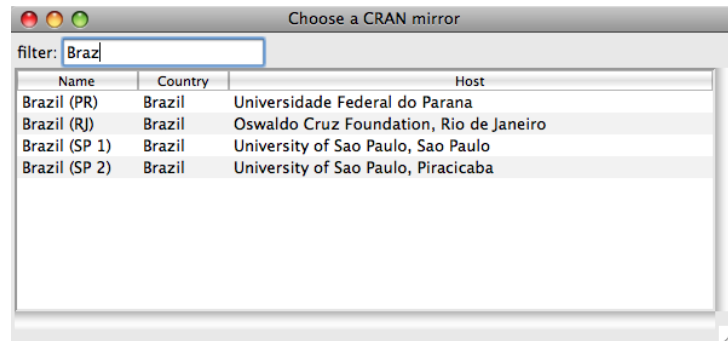 Choose a CRAN mirror
filter: Braz
Name Country Host
Brazil (PR) Brazil Universidade Federal do Parana
Brazil (RJ) Brazil Oswaldo Cruz Foundation, Rio de Janeiro
Brazil (SP 1) Brazil University of Sao Paulo, Sao Paulo
Brazil (SP 2) Brazil University of Sao Paulo, Piracicaba